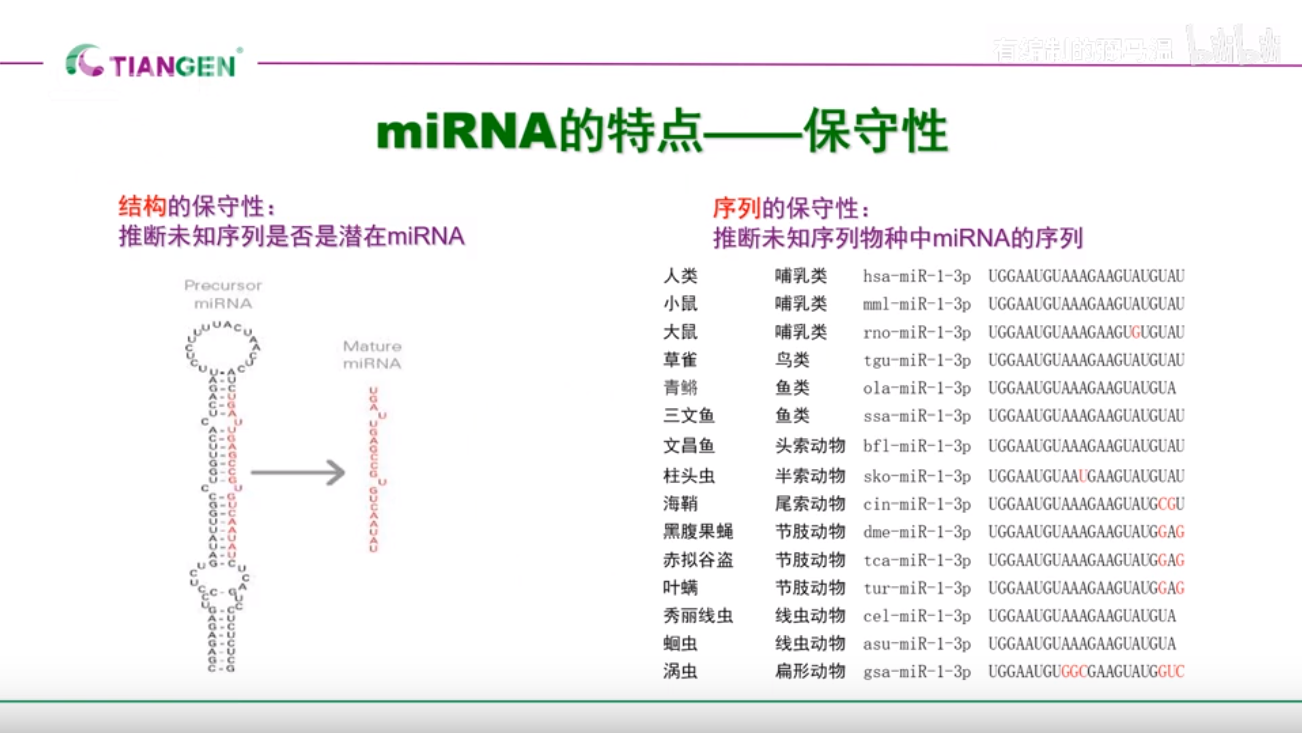 TIANGEN®
miRNA的特点——保守性
结构的保守性：
推断未知序列是否是潜在miRNA
Precursor
miRNA
Mature
miRNA
序列的保守性：
推断未知序列物种中miRNA的序列
人类 哺乳类 hsa-miR-1-3p UGGAAUGUAAAGAAGUAUGUAU
小鼠 哺乳类 mml-miR-1-3p UGGAAUGUAAAGAAGUAUGUAU
大鼠 哺乳类 rno-miR-1-3p UGGAAUGUAAAGAAGUGUGUAU
草雀 鸟类 tgu-miR-1-3p UGGAAUGUAAAGAAGUAUGUAU
青鳉 鱼类 ola-miR-1-3p UGGAAUGUAAAGAAGUAUGUA
三文鱼 鱼类 ssa-miR-1-3p UGGAAUGUAAAGAAGUAUGUAU
文昌鱼 头索动物 bfl-miR-1-3p UGGAAUGUAAAGAAGUAUGUAU
柱头虫 半索动物 sko-miR-1-3p UGGAAUGUAAUGAAGUAUGUAU
海鞘 尾索动物 cin-miR-1-3p UGGAAUGUAAAGAAGUAUGCGU
黑腹果蝇 节肢动物 dme-miR-1-3p UGGAAUGUAAAGAAGUAUGGAG
赤拟谷盗 节肢动物 tca-miR-1-3p UGGAAUGUAAAGAAGUAUGGAG
叶螨 节肢动物 tur-miR-1-3p UGGAAUGUAAAGAAGUAUGGAG
秀丽线虫 线虫动物 cel-miR-1-3p UGGAAUGUAAAGAAGUAUGUA
蛔虫 线虫动物 asu-miR-1-3p UGGAAUGUAAAGAAGUAUGUA
涡虫 扁形动物 gsa-miR-1-3p UGGAAUGUGGCGAAGUAUGGUC